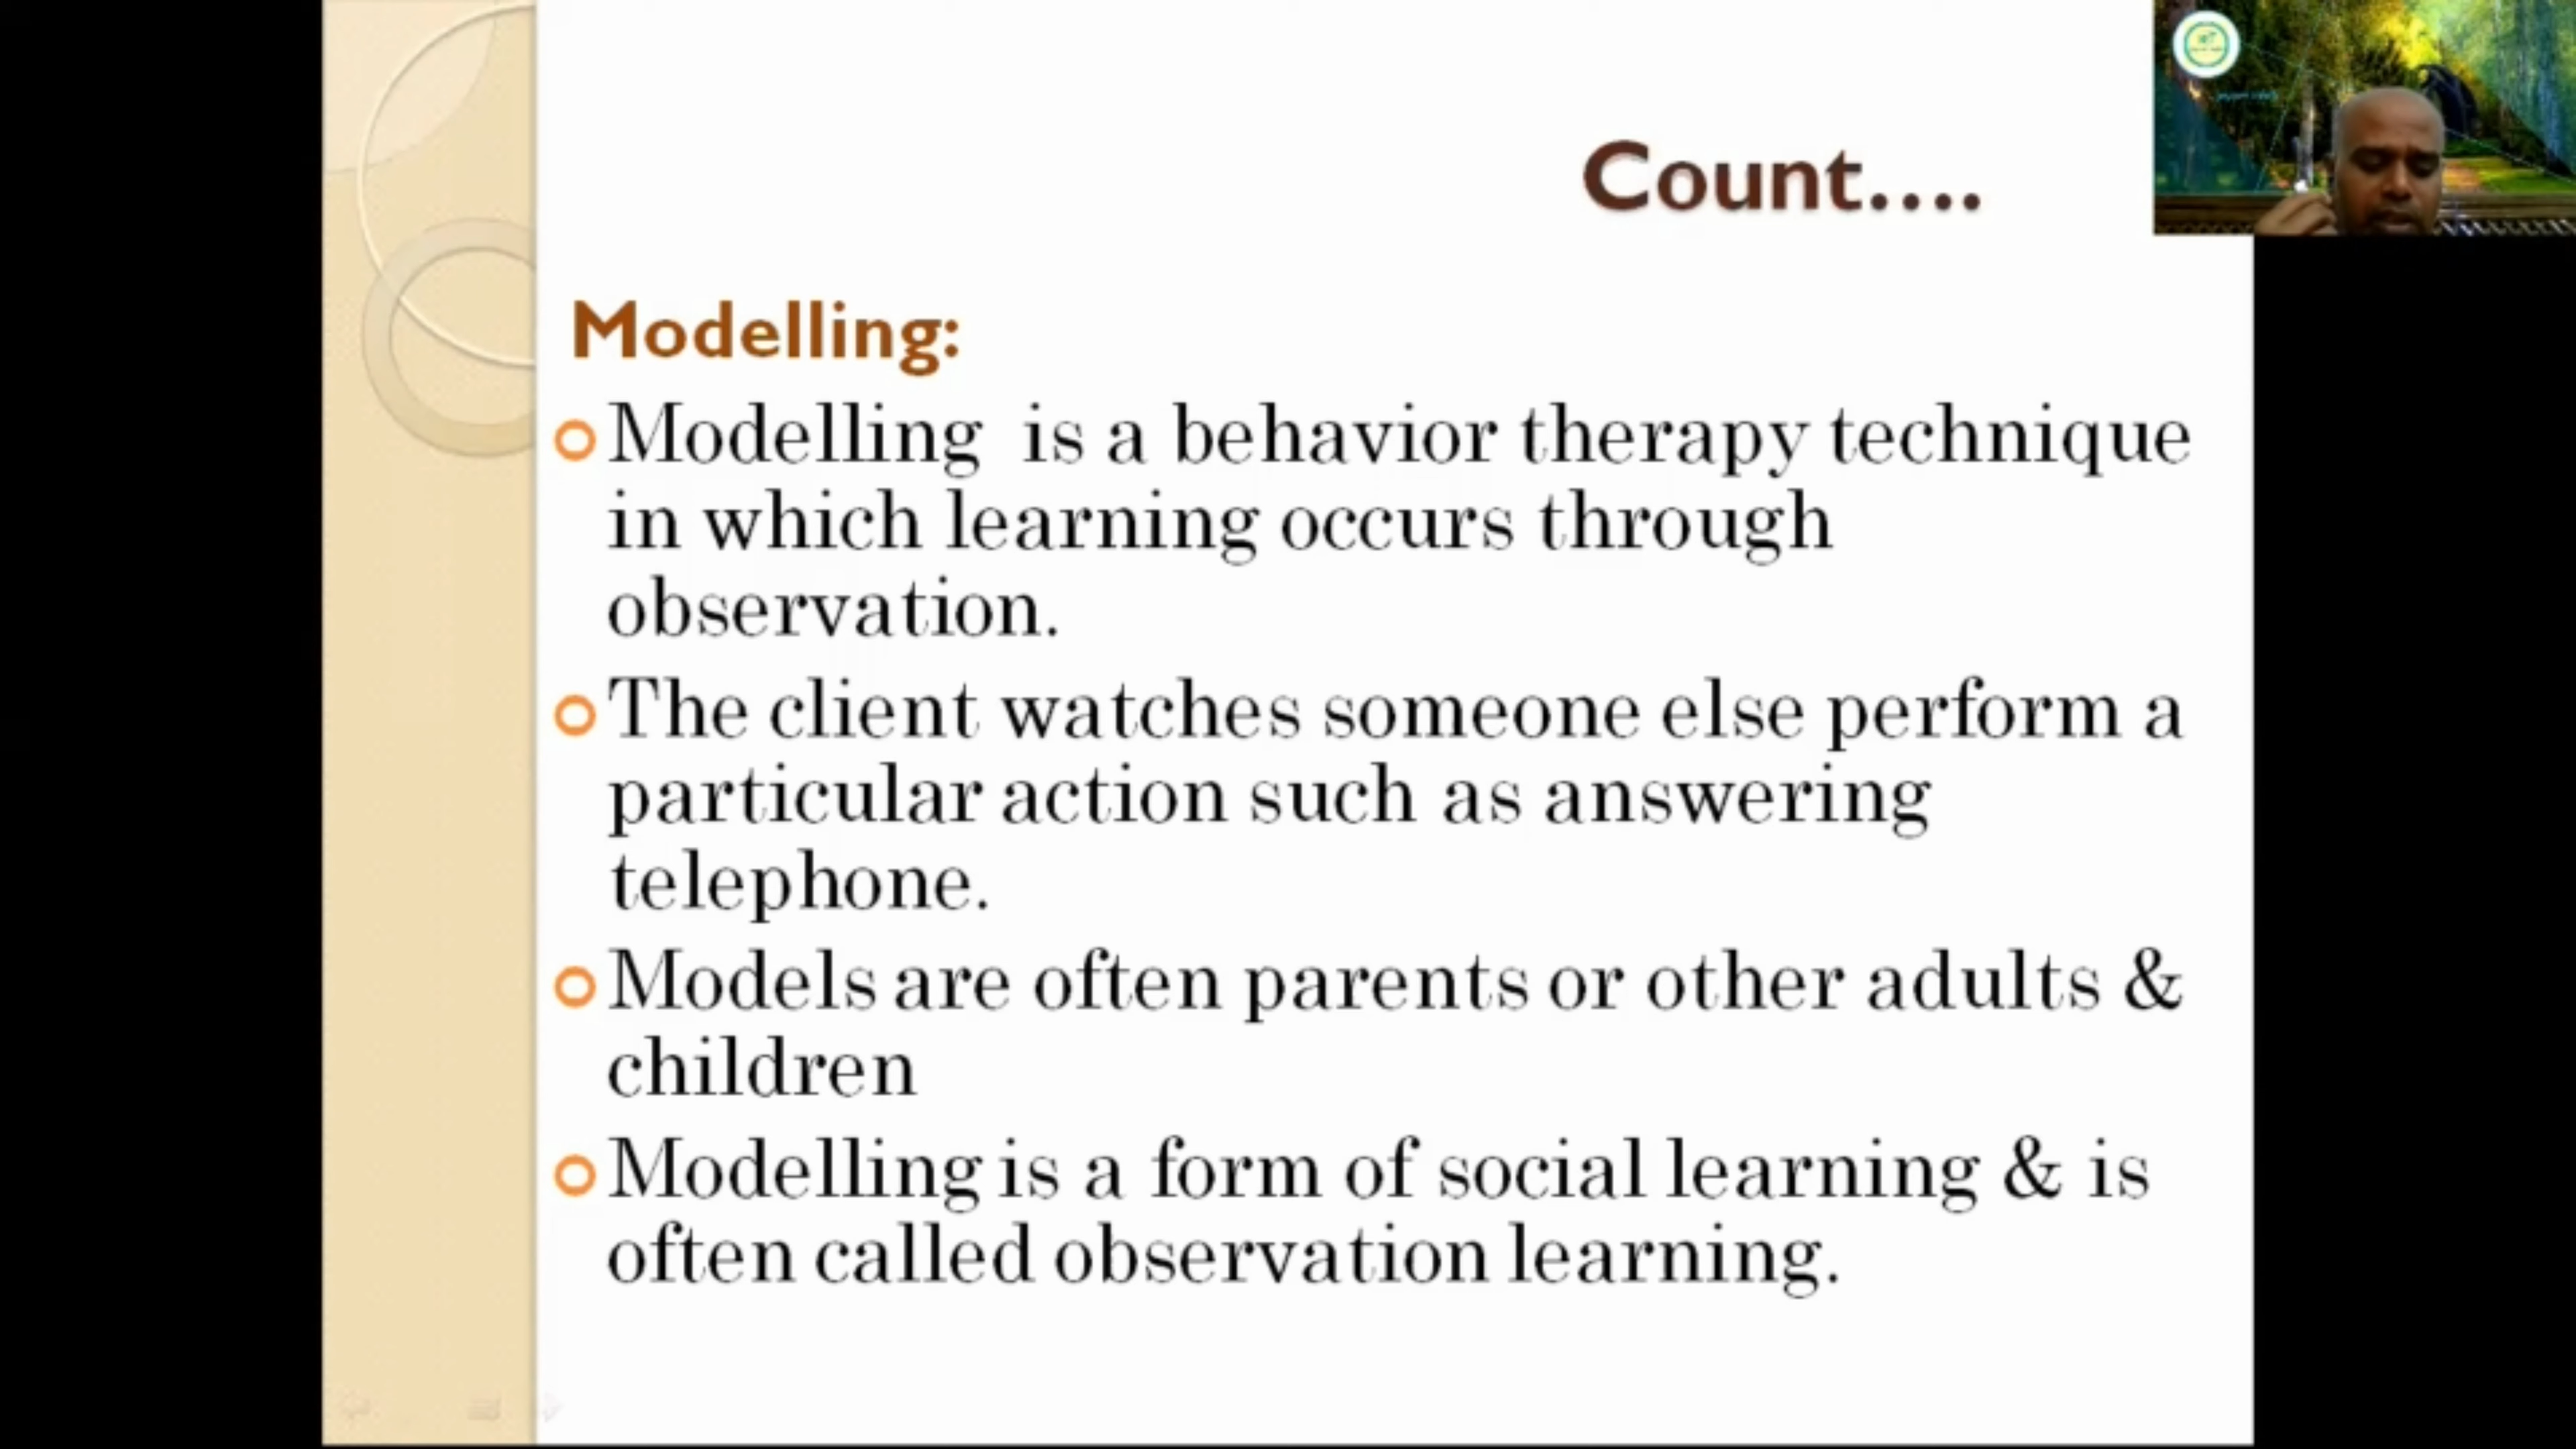 Count....
Modelling:
Modelling is a behavior therapy technique
in which learning occurs through
observation.
The client watches someone else perform a
particular action such as answering
telephone.
Models are often parents or other adults &
children
Modelling is a form of social learning & is
often called observation learning.